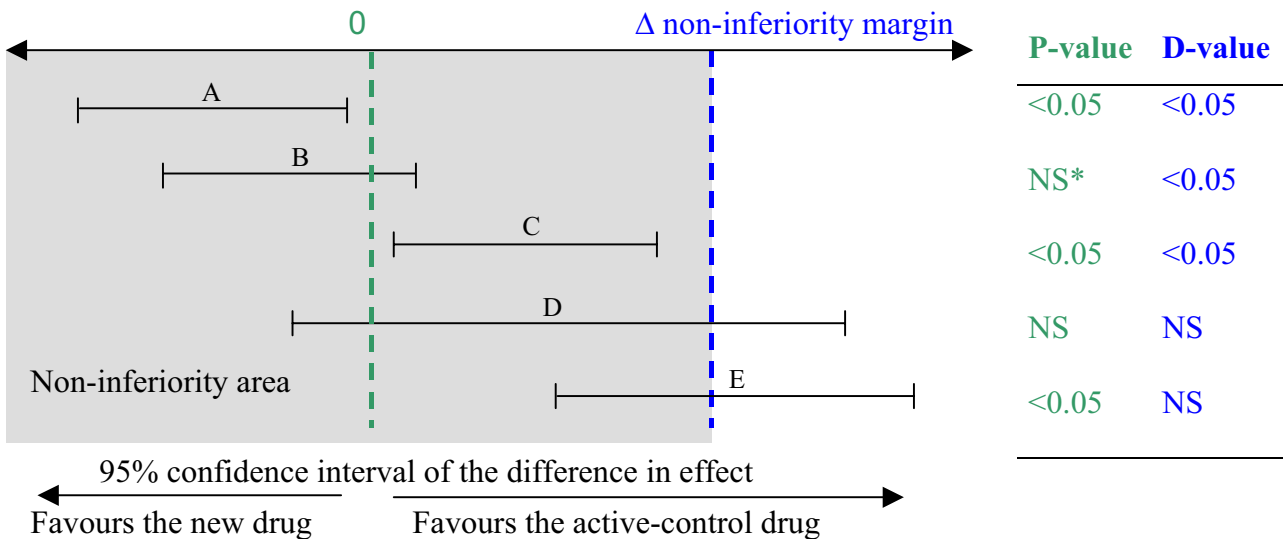 0
Δ non-inferiority margin
P-value D-value
A
<0.05 <0.05
B
NS* <0.05
C
<0.05 <0.05
D
NS NS
Non-inferiority area
E
<0.05 NS
95% confidence interval of the difference in effect
Favours the new drug
Favours the active-control drug